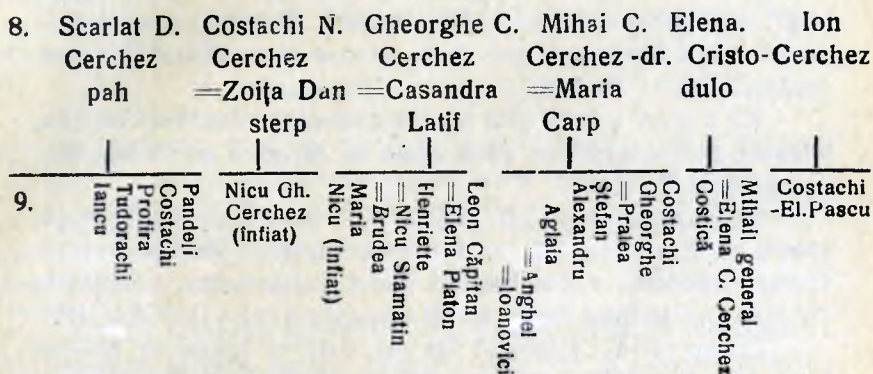 8. Scarlat D. Costachi N. Gheorghe C. Mihai C. Elena. Ion
Cerchez Cerchez Cerchez Cerchez -dr. Cristo- Cerchez
pah =Zoița Dan =Casandra =Maria dulo
sterp Latif Carp
9.
Pandeli
Costachi
Profira
Tudorachi
Iancu
Nicu Gh.
Cerchez
(înfiat)
Leon Căpitan
=Elena Platon
Henriette
=Nicu Stamatin
=Brudea
Maria
Nicu (înfiat)
Costachi
Gheorghe
=Pralea
Ștefan
Alexandru
Aglaia
=Anghel
=Ioanovici
Mihail general
=Elena C. Cerchez
Costică
Costachi
-El. Pascu